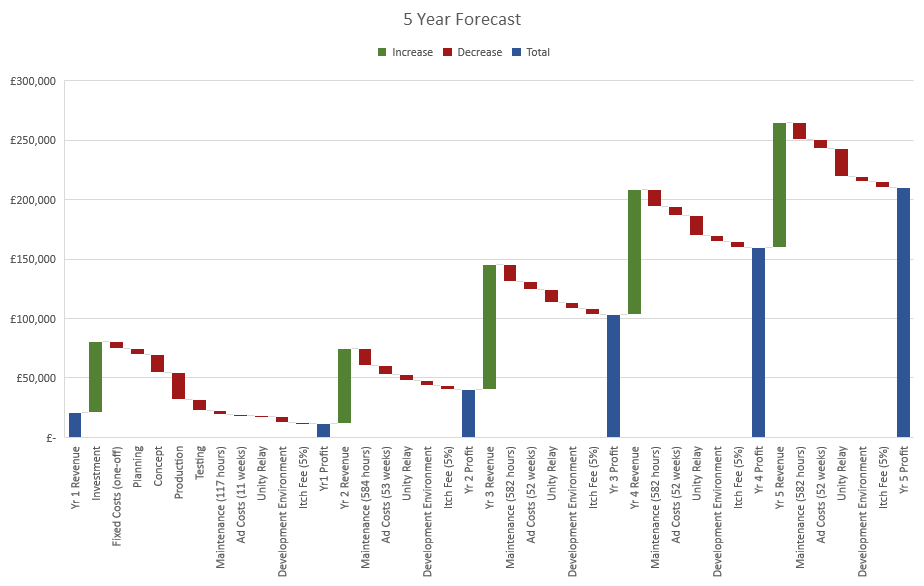 5 Year Forecast
Increase Decrease Total
£300,000
£250,000
£200,000
£150,000
£100,000
£50,000
£-
Yr 1 Revenue
Investment
Fixed Costs (one-off)
Planning
Concept
Production
Testing
Maintenance (117 hours)
Ad Costs (11 weeks)
Unity Relay
Development Environment
Itch Fee (5%)
Yr1 Profit
Yr 2 Revenue
Maintenance (584 hours)
Ad Costs (53 weeks)
Unity Relay
Development Environment
Itch Fee (5%)
Yr 2 Profit
Yr 3 Revenue
Maintenance (582 hours)
Ad Costs (52 weeks)
Unity Relay
Development Environment
Itch Fee (5%)
Yr 3 Profit
Yr 4 Revenue
Maintenance (582 hours)
Ad Costs (52 weeks)
Unity Relay
Development Environment
Itch Fee (5%)
Yr 4 Profit
Yr 5 Revenue
Maintenance (582 hours)
Ad Costs (52 weeks)
Unity Relay
Development Environment
Itch Fee (5%)
Yr 5 Profit